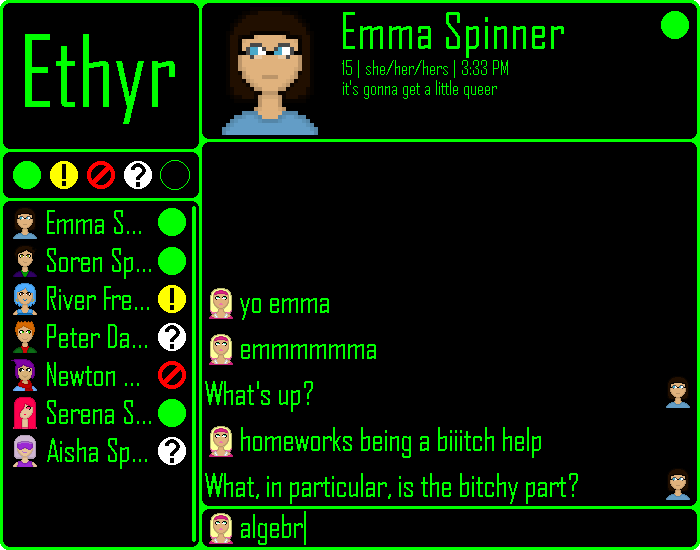 Ethyr
Emma Spinner
15 | she/her/hers | 3:33 PM
it's gonna get a little queer
! ?
Emma S...
Soren Sp...
River Fre... !
Peter Da... ?
Newton ...
Serena S...
Aisha Sp... ?
yo emma
emmmmmma
What's up?
homeworks being a biiitch help
What, in particular, is the bitchy part?
algebr